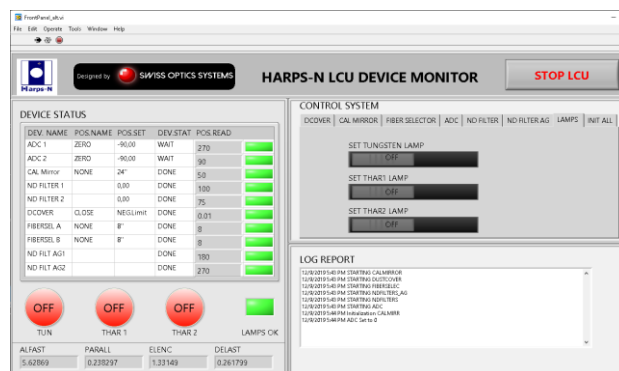 FrontPanel_slt.vi
File Edit Operate Tools Window Help
Harps-N
Designed by SWISS OPTICS SYSTEMS
HARPS-N LCU DEVICE MONITOR
STOP LCU
DEVICE STATUS
DEV. NAME POS.NAME POS.SET DEV.STAT POS.READ
ADC 1 ZERO -90,00 WAIT 270
ADC 2 ZERO -90,00 WAIT 90
CAL Mirror NONE 24" DONE 50
ND FILTER 1 0,00 DONE 100
ND FILTER 2 0,00 DONE 75
DCOVER CLOSE NEGLimit DONE 0.01
FIBERSEL A NONE 8" DONE 8
FIBERSEL B NONE 8" DONE 8
ND FILT AG1 DONE 180
ND FILT AG2 DONE 270
OFF OFF OFF
TUN THAR 1 THAR 2 LAMPS OK
ALFAST PARALL ELENC DELAST
5.62869 0.238297 1.33149 0.261799
CONTROL SYSTEM
DCOVER CAL MIRROR FIBER SELECTOR ADC ND FILTER ND FILTER AG LAMPS INIT ALL
SET TUNGSTEN LAMP
OFF
SET THAR1 LAMP
OFF
SET THAR2 LAMP
OFF
LOG REPORT
12/9/2019 5:43 PM STARTING CALMIRROR
12/9/2019 5:43 PM STARTING DUSTCOVER
12/9/2019 5:43 PM STARTING FIBERSELEC
12/9/2019 5:43 PM STARTING NDFILTERS_AG
12/9/2019 5:43 PM STARTING NDFILTERS
12/9/2019 5:43 PM STARTING ADC
12/9/2019 5:44 PM Initialization CALMIRR
12/9/2019 5:44 PM ADC Set to 0